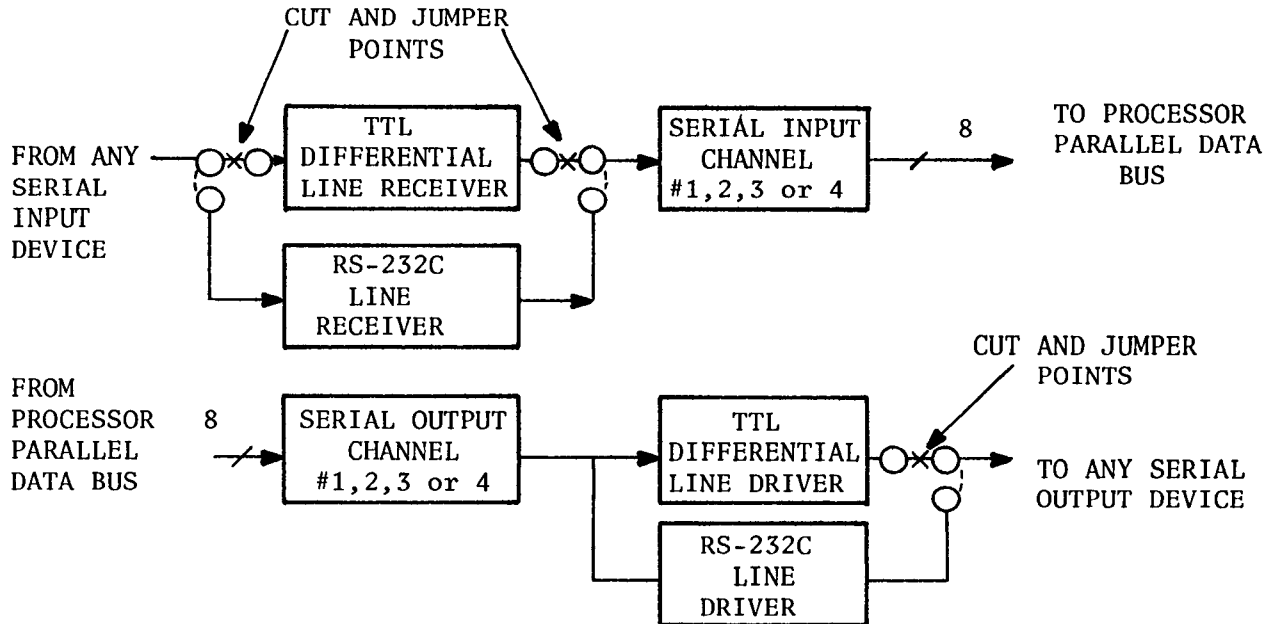 CUT AND JUMPER
POINTS
FROM ANY
SERIAL
INPUT
DEVICE
TTL
DIFFERENTIAL
LINE RECEIVER
SERIAL INPUT
CHANNEL
#1,2,3 or 4
8
TO PROCESSOR
PARALLEL DATA
BUS
RS-232C
LINE
RECEIVER
FROM
PROCESSOR
PARALLEL
DATA BUS
8
SERIAL OUTPUT
CHANNEL
#1,2,3 or 4
TTL
DIFFERENTIAL
LINE DRIVER
CUT AND JUMPER
POINTS
TO ANY SERIAL
OUTPUT DEVICE
RS-232C
LINE
DRIVER